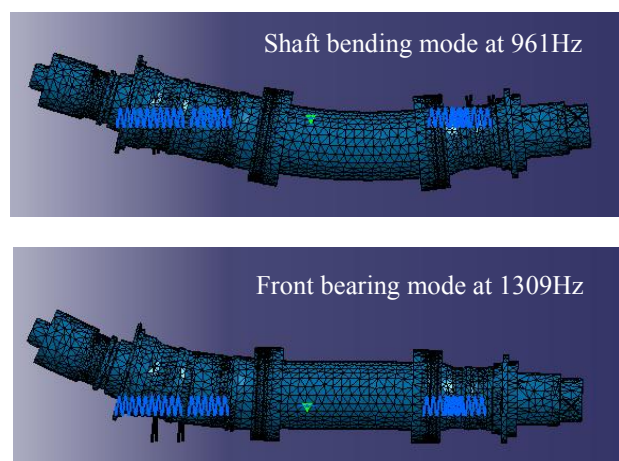 Shaft bending mode at 961Hz
Front bearing mode at 1309Hz